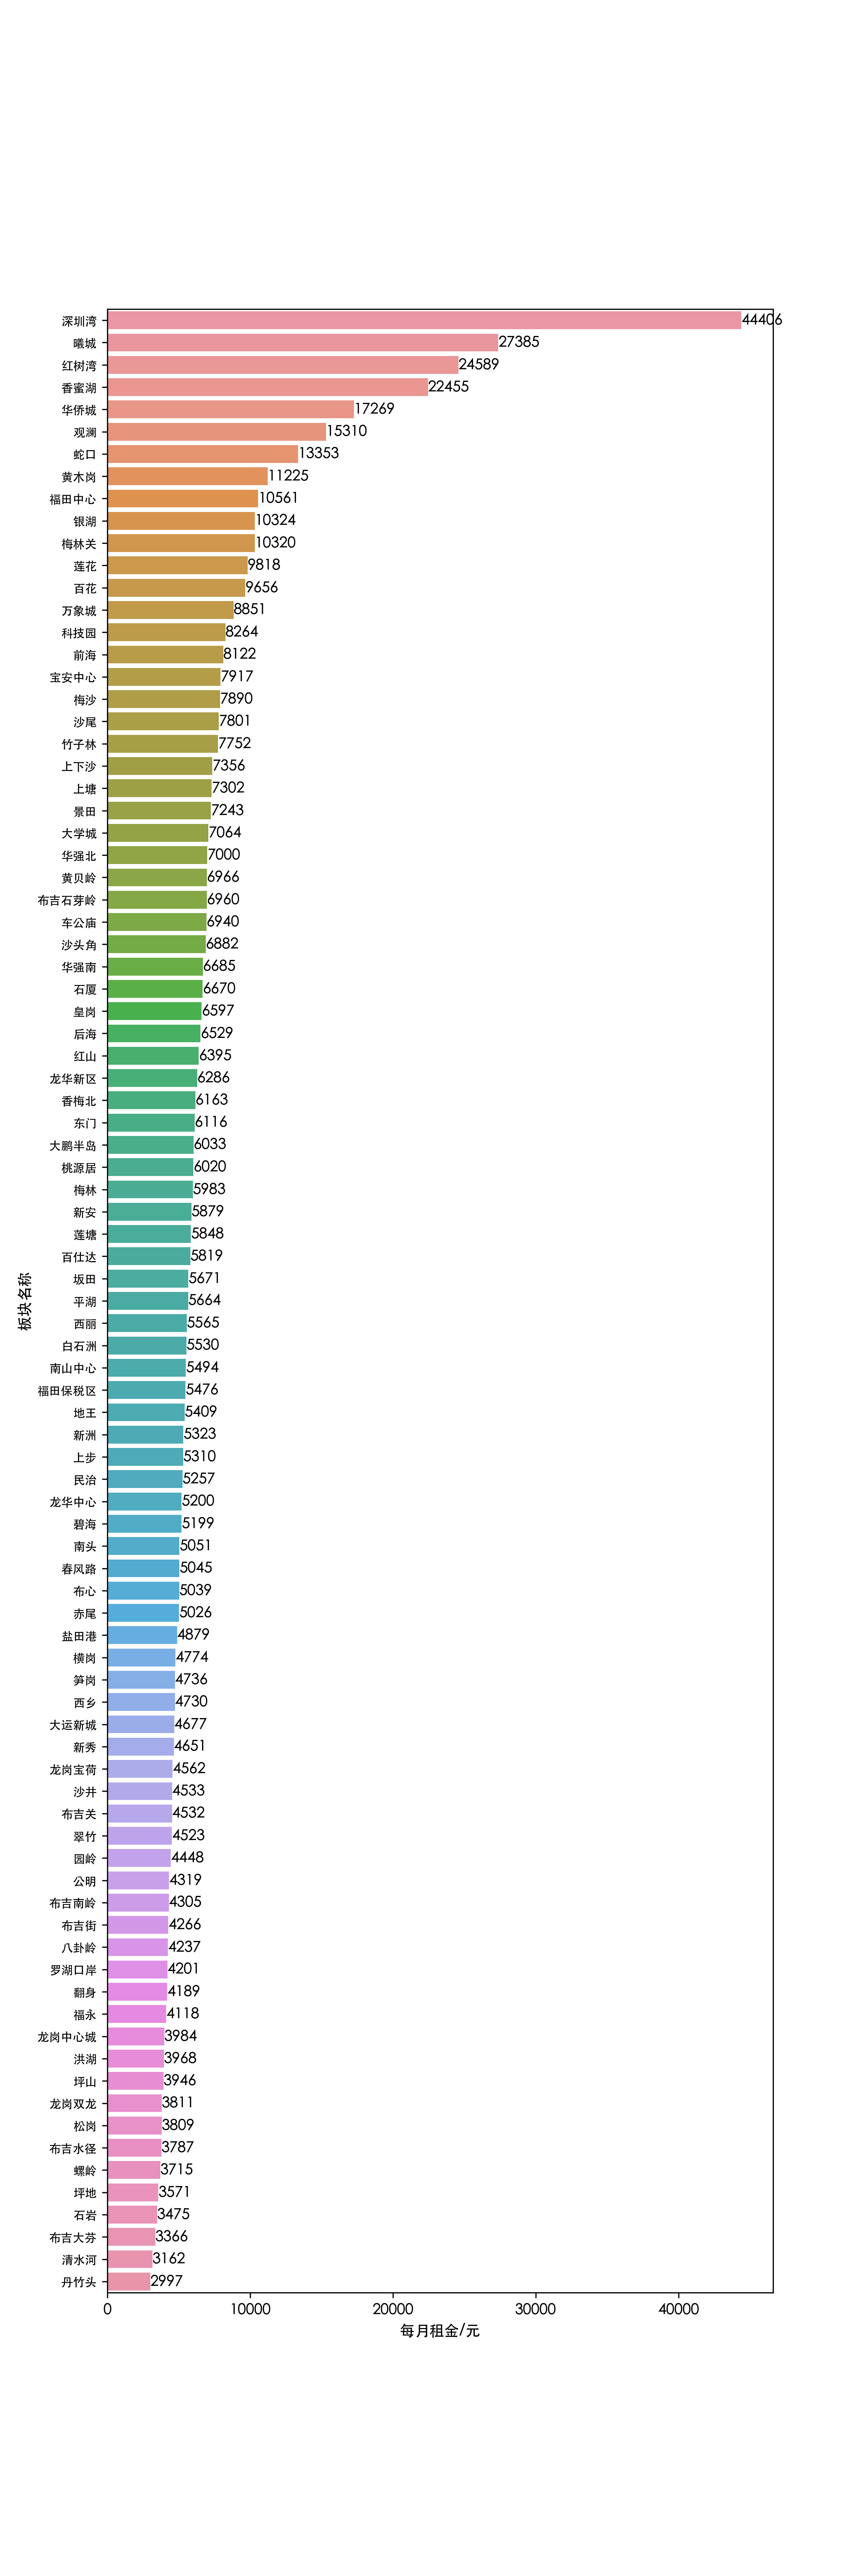 深圳湾 44406
曦城 27385
红树湾 24589
香蜜湖 22455
华侨城 17269
观澜 15310
蛇口 13353
黄木岗 11225
福田中心 10561
银湖 10324
梅林关 10320
莲花 9818
百花 9656
万象城 8851
科技园 8264
前海 8122
宝安中心 7917
梅沙 7890
沙尾 7801
竹子林 7752
上下沙 7356
上塘 7302
景田 7243
大学城 7064
华强北 7000
黄贝岭 6966
布吉石芽岭 6960
车公庙 6940
沙头角 6882
华强南 6685
石厦 6670
皇岗 6597
后海 6529
红山 6395
龙华新区 6286
香梅北 6163
东门 6116
大鹏半岛 6033
桃源居 6020
梅林 5983
新安 5879
莲塘 5848
百仕达 5819
坂田 5671
平湖 5664
西丽 5565
白石洲 5530
南山中心 5494
福田保税区 5476
地王 5409
新洲 5323
上步 5310
民治 5257
龙华中心 5200
碧海 5199
南头 5051
春风路 5045
布心 5039
赤尾 5026
盐田港 4879
横岗 4774
笋岗 4736
西乡 4730
大运新城 4677
新秀 4651
龙岗宝荷 4562
沙井 4533
布吉关 4532
翠竹 4523
园岭 4448
公明 4319
布吉南岭 4305
布吉街 4266
八卦岭 4237
罗湖口岸 4201
翻身 4189
福永 4118
龙岗中心城 3984
洪湖 3968
坪山 3946
龙岗双龙 3811
松岗 3809
布吉水径 3787
螺岭 3715
坪地 3571
石岩 3475
布吉大芬 3366
清水河 3162
丹竹头 2997
板块名称
0 10000 20000 30000 40000
每月租金/元